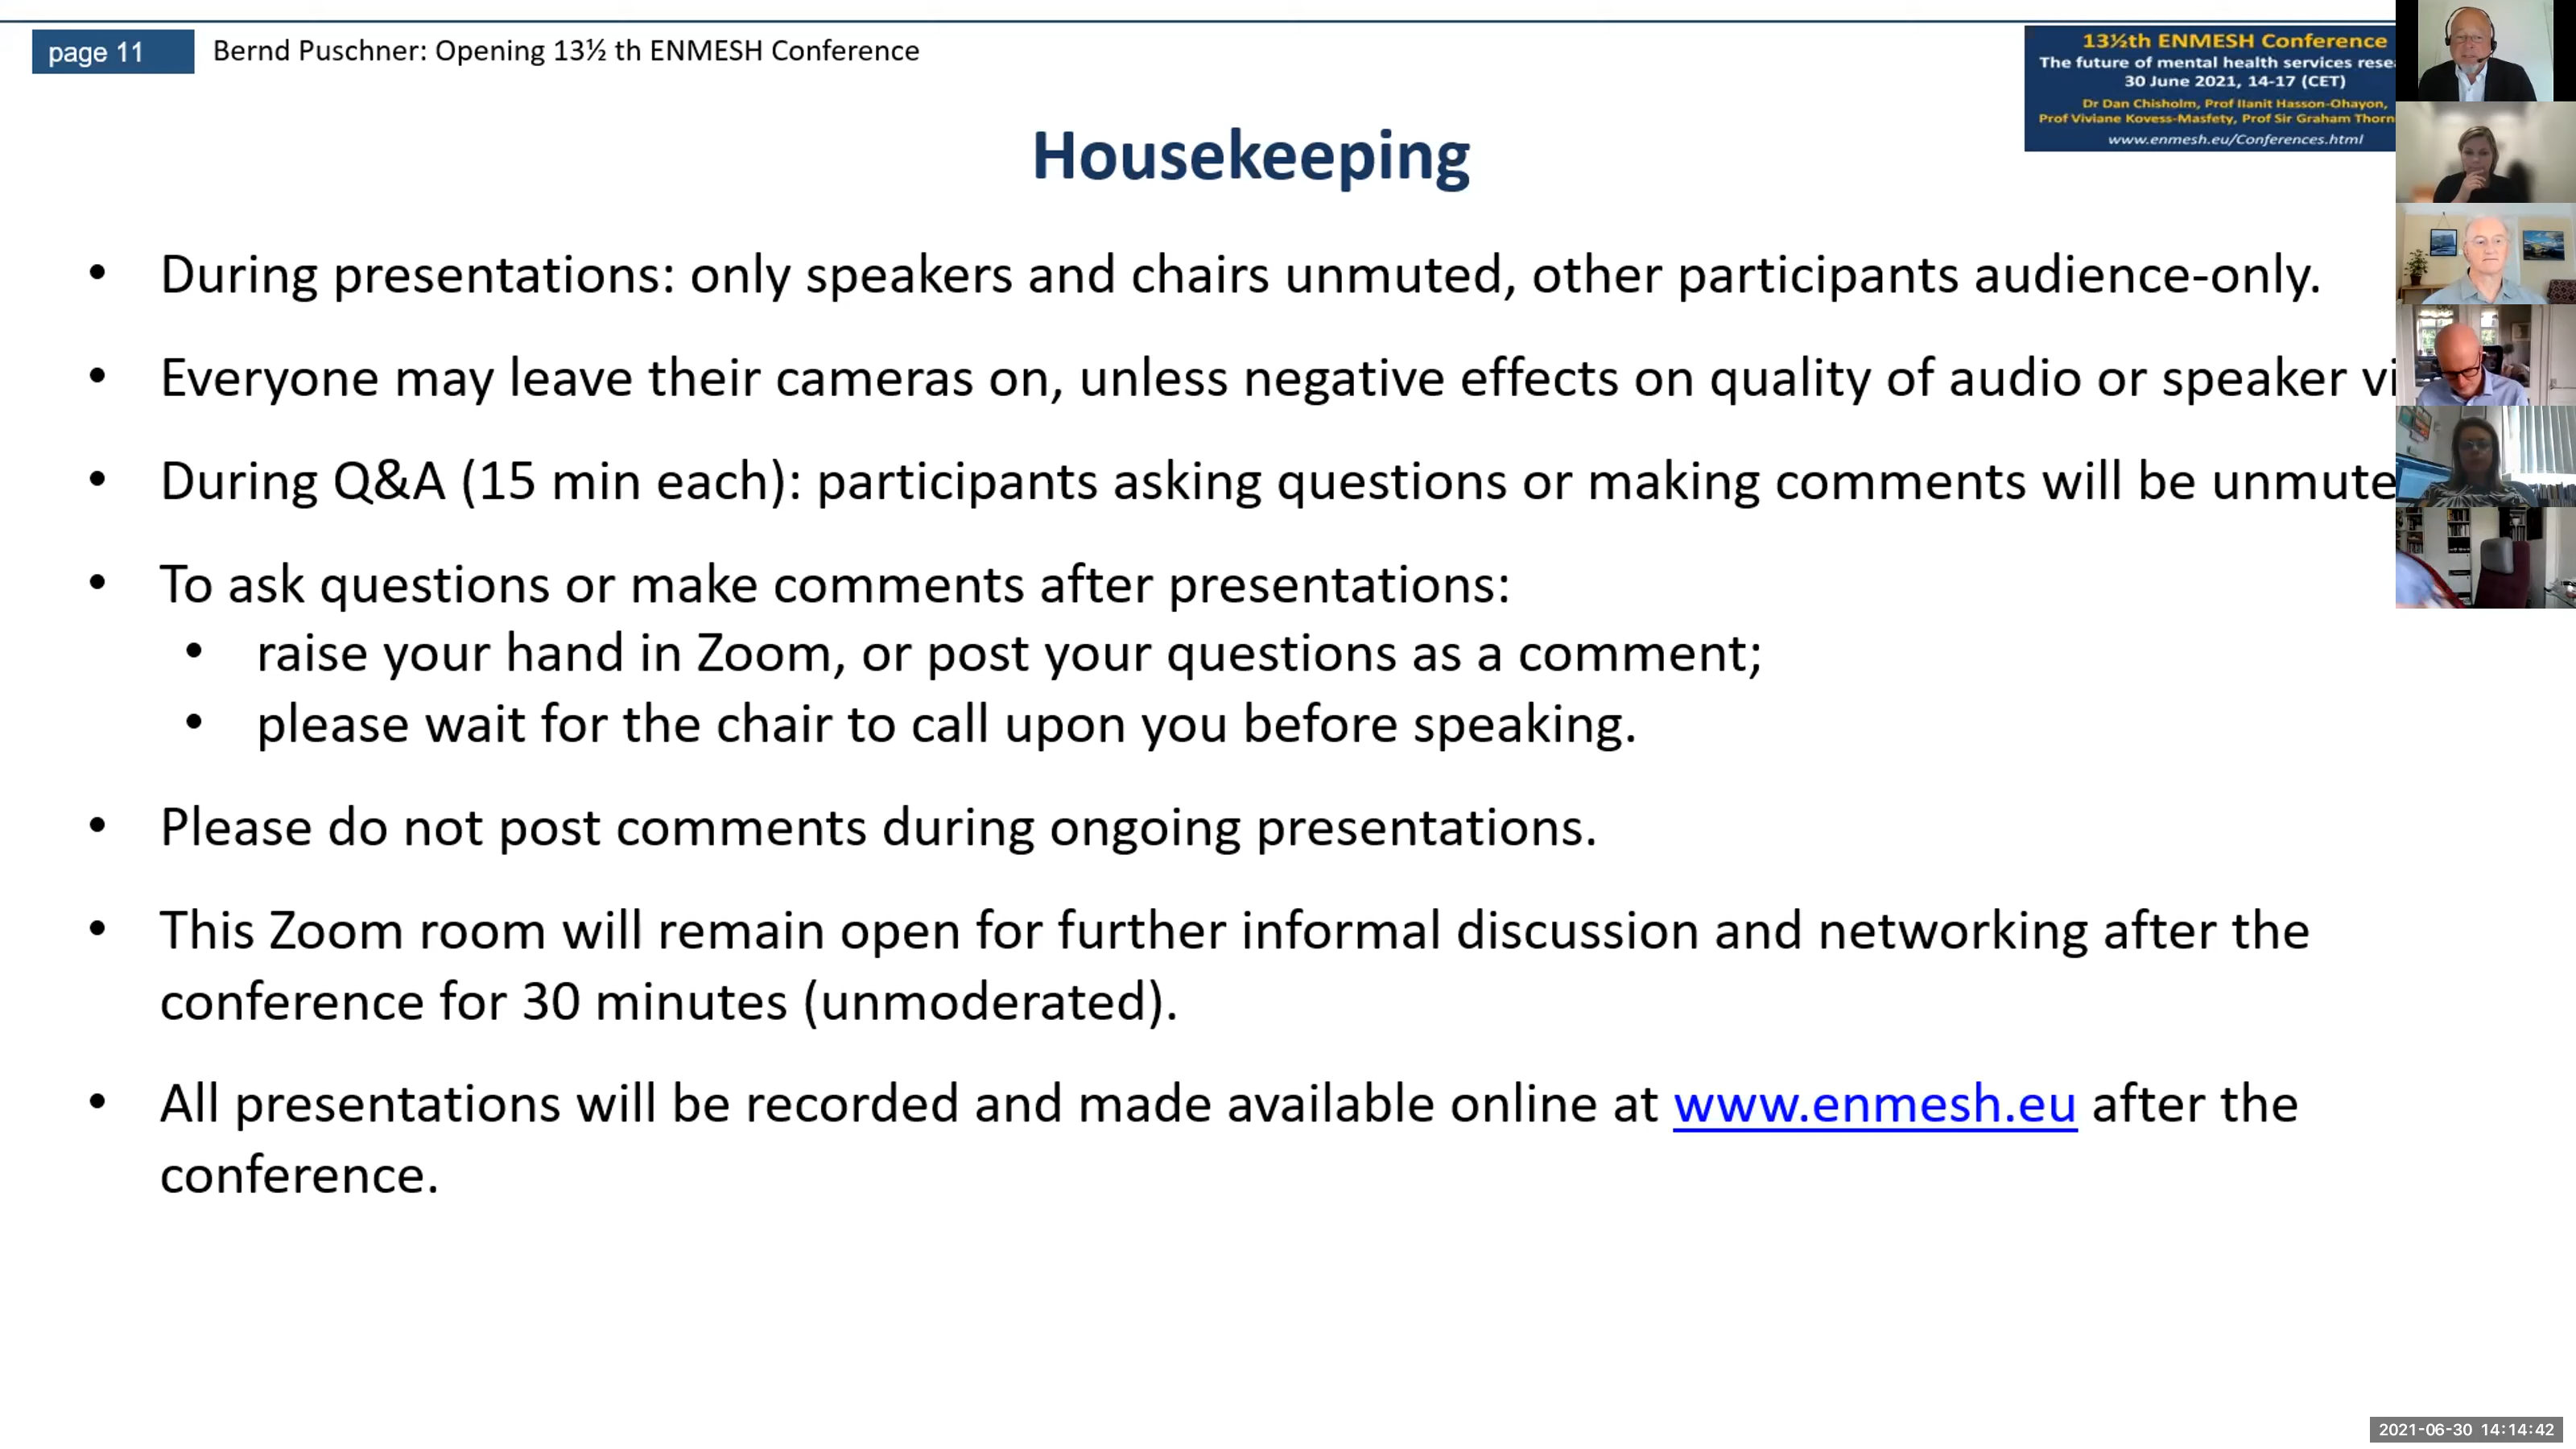 page 11
Bernd Puschner: Opening 13½ th ENMESH Conference
13½th ENMESH Conference
The future of mental health services
30 June 2021, 14-17 (CET)
Dr Dan Chisholm, Prof Ilanit Hasson-Ohayon,
Prof Viviane Kovess-Masfety, Prof Sir Graham
www.enmesh.eu/Conferences.html
Housekeeping
• During presentations: only speakers and chairs unmuted, other participants audience-only.
• Everyone may leave their cameras on, unless negative effects on quality of audio or speaker
• During Q&A (15 min each): participants asking questions or making comments will be
• To ask questions or make comments after presentations:
• raise your hand in Zoom, or post your questions as a comment;
• please wait for the chair to call upon you before speaking.
• Please do not post comments during ongoing presentations.
• This Zoom room will remain open for further informal discussion and networking after the
conference for 30 minutes (unmoderated).
• All presentations will be recorded and made available online at www.enmesh.eu after the
conference.
2021-06-30 14:14:42